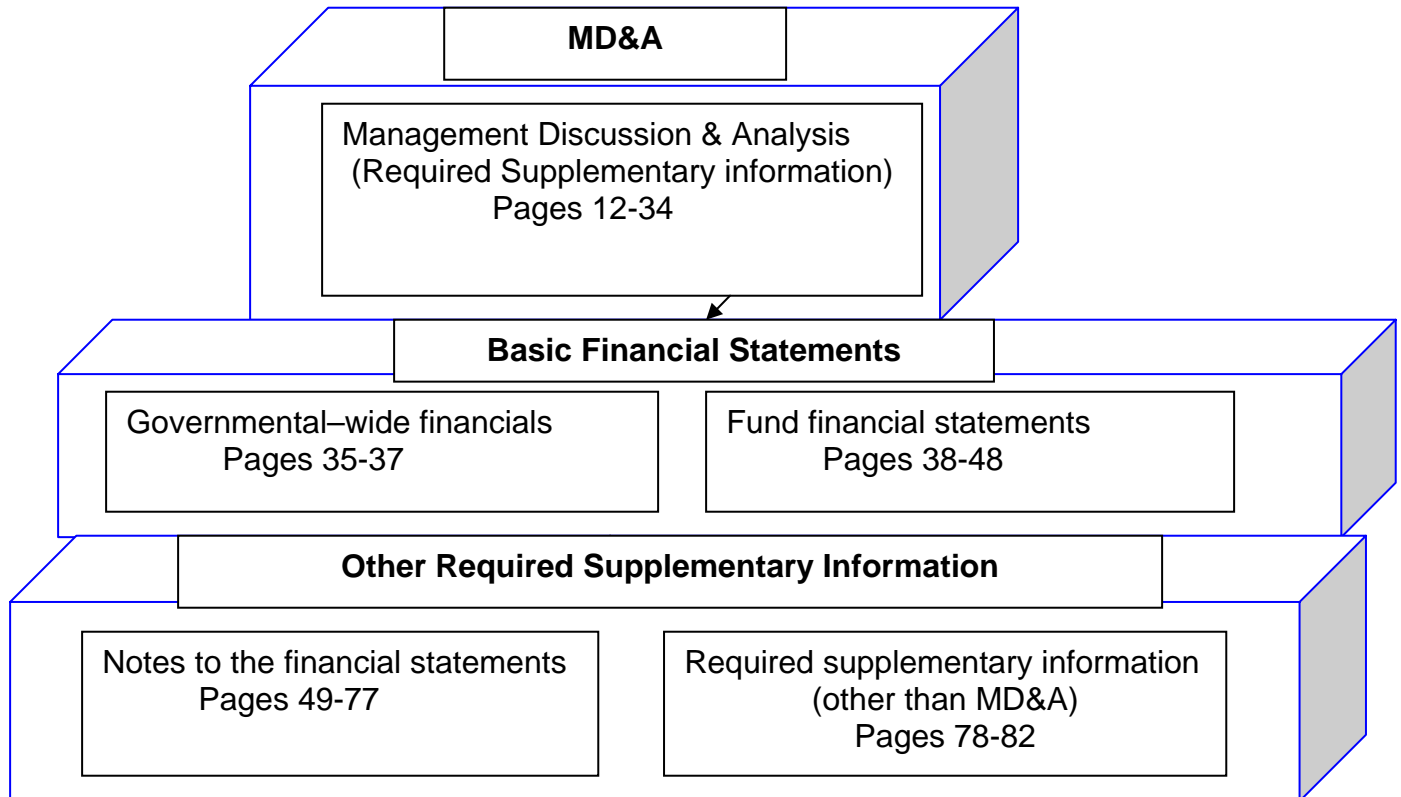 MD&A
Management Discussion & Analysis
(Required Supplementary information)
Pages 12-34
Basic Financial Statements
Governmental–wide financials
Pages 35-37
Fund financial statements
Pages 38-48
Other Required Supplementary Information
Notes to the financial statements
Pages 49-77
Required supplementary information
(other than MD&A)
Pages 78-82